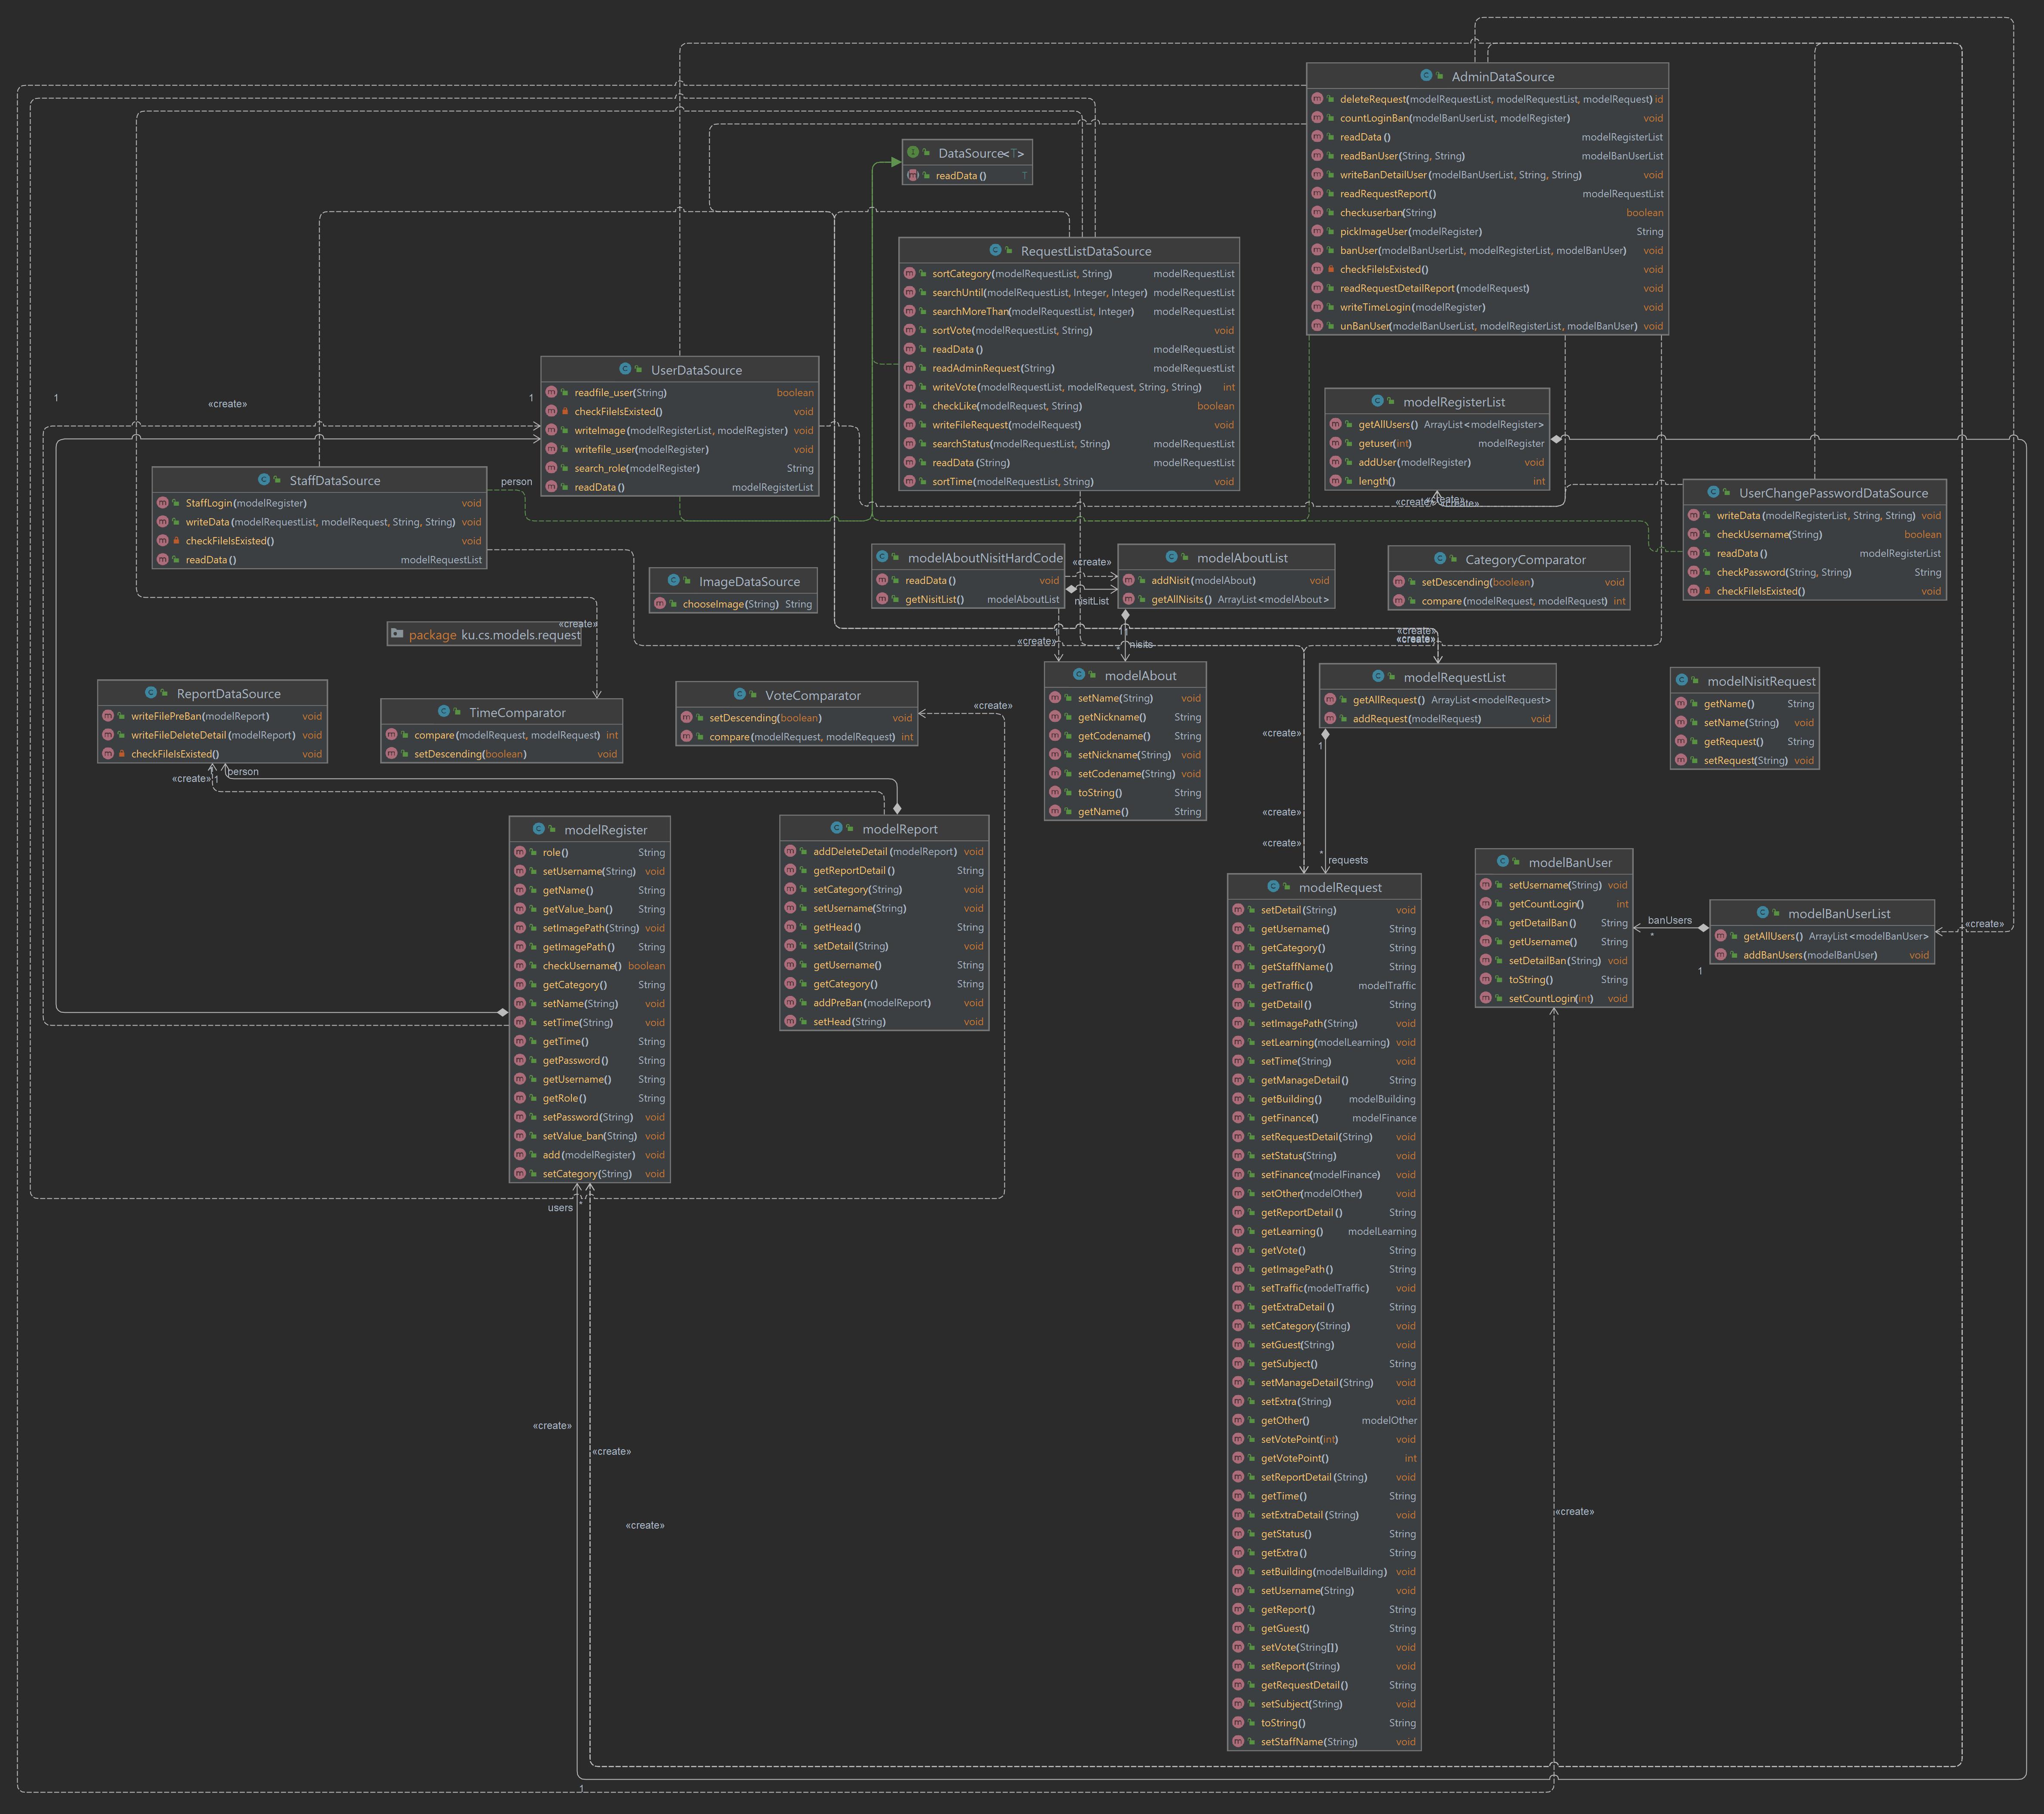 AdminDataSource
deleteRequest(modelRequestList, modelRequestList, modelRequest) id
countLoginBan(modelBanUserList, modelRegister) void
readData() modelRegisterList
readBanUser(String, String) modelBanUserList
writeBanDetailUser(modelBanUserList, String, String) void
readRequestReport() modelRequestList
checkuserban(String) boolean
pickImageUser(modelRegister) String
banUser(modelBanUserList, modelRegisterList, modelBanUser) void
checkFileIsExisted() void
readRequestDetailReport(modelRequest) void
writeTimeLogin(modelRegister) void
unBanUser(modelBanUserList, modelRegisterList, modelBanUser) void
DataSource<T>
readData() T
RequestListDataSource
sortCategory(modelRequestList, String) modelRequestList
searchUntil(modelRequestList, Integer, Integer) modelRequestList
searchMoreThan(modelRequestList, Integer) modelRequestList
sortVote(modelRequestList, String) void
readData() modelRequestList
readAdminRequest(String) modelRequestList
writeVote(modelRequestList, modelRequest, String, String) int
checkLike(modelRequest, String) boolean
writeFileRequest(modelRequest) void
searchStatus(modelRequestList, String) modelRequestList
readData(String) modelRequestList
sortTime(modelRequestList, String) void
UserDataSource
readfile_user(String) boolean
checkFileIsExisted() void
writeImage(modelRegisterList, modelRegister) void
writefile_user(modelRegister) void
search_role(modelRegister) String
readData() modelRegisterList
1
«create»
1
person
modelRegisterList
getAllUsers() ArrayList<modelRegister>
getuser(int) modelRegister
addUser(modelRegister) void
length() int
«create»
«create»
StaffDataSource
StaffLogin(modelRegister) void
writeData(modelRequestList, modelRequest, String, String) void
checkFileIsExisted() void
readData() modelRequestList
UserChangePasswordDataSource
writeData(modelRegisterList, String, String) void
checkUsername(String) boolean
readData() modelRegisterList
checkPassword(String, String) String
checkFileIsExisted() void
ImageDataSource
chooseImage(String) String
modelAboutNisitHardCode
readData() void
getNisitList() modelAboutList
«create»
nisitList
modelAboutList
addNisit(modelAbout) void
getAllNisits() ArrayList<modelAbout>
CategoryComparator
setDescending(boolean) void
compare(modelRequest, modelRequest) int
package ku.cs.models.request
«create»
«create»
nisits
*
«create»
«create»
ReportDataSource
writeFilePreBan(modelReport) void
writeFileDeleteDetail(modelReport) void
checkFileIsExisted() void
«create»
1
person
TimeComparator
compare(modelRequest, modelRequest) int
setDescending(boolean) void
VoteComparator
setDescending(boolean) void
compare(modelRequest, modelRequest) int
«create»
modelAbout
setName(String) void
getNickname() String
getCodename() String
setNickname(String) void
setCodename(String) void
toString() String
getName() String
modelRequestList
getAllRequest() ArrayList<modelRequest>
addRequest(modelRequest) void
modelNisitRequest
getName() String
setName(String) void
getRequest() String
setRequest(String) void
«create»
1
«create»
«create»
*
requests
modelRegister
role() String
setUsername(String) void
getName() String
getValue_ban() String
setImagePath(String) void
getImagePath() String
checkUsername() boolean
getCategory() String
setName(String) void
setTime(String) void
getTime() String
getPassword() String
getUsername() String
getRole() String
setPassword(String) void
setValue_ban(String) void
add(modelRegister) void
setCategory(String) void
users
*
modelReport
addDeleteDetail(modelReport) void
getReportDetail() String
setCategory(String) void
setUsername(String) void
getHead() String
setDetail(String) void
getUsername() String
getCategory() String
addPreBan(modelReport) void
setHead(String) void
modelRequest
setDetail(String) void
getUsername() String
getCategory() String
getStaffName() String
getTraffic() modelTraffic
getDetail() String
setImagePath(String) void
setLearning(modelLearning) void
setTime(String) void
getManageDetail() String
getBuilding() modelBuilding
getFinance() modelFinance
setRequestDetail(String) void
setStatus(String) void
setFinance(modelFinance) void
setOther(modelOther) void
getReportDetail() String
getLearning() modelLearning
getVote() String
getImagePath() String
setTraffic(modelTraffic) void
getExtraDetail() String
setCategory(String) void
setGuest(String) void
getSubject() String
setManageDetail(String) void
setExtra(String) void
getOther() modelOther
setVotePoint(int) void
getVotePoint() int
setReportDetail(String) void
getTime() String
setExtraDetail(String) void
getStatus() String
getExtra() String
setBuilding(modelBuilding) void
setUsername(String) void
getReport() String
getGuest() String
setVote(String[]) void
setReport(String) void
getRequestDetail() String
setSubject(String) void
toString() String
setStaffName(String) void
modelBanUser
setUsername(String) void
getCountLogin() int
getDetailBan() String
getUsername() String
setDetailBan(String) void
toString() String
setCountLogin(int) void
banUsers
*
1
modelBanUserList
getAllUsers() ArrayList<modelBanUser>
addBanUsers(modelBanUser) void
«create»
«create»
«create»
«create»
«create»
1